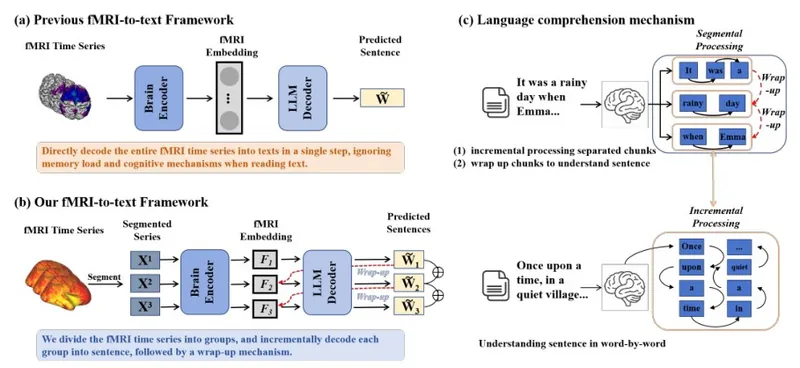 (a) Previous fMRI-to-text Framework
fMRI Time Series
Brain
Encoder
fMRI
Embedding
...
LLM
Decoder
Predicted
Sentence
W̃
Directly decode the entire fMRI time series into texts in a single step, ignoring
memory load and cognitive mechanisms when reading text.
(b) Our fMRI-to-text Framework
fMRI Time Series
Segment
Segmented
Series
X¹
X²
X³
Brain
Encoder
fMRI
Embedding
F₁
F₂
F₃
LLM
Decoder
Wrap-up
Wrap-up
Predicted
Sentences
W̃₁
W̃₂
W̃₃
We divide the fMRI time series into groups, and incrementally decode each
group into sentence, followed by a wrap-up mechanism.
(c) Language comprehension mechanism
It was a rainy
day when
Emma...
Segmental
Processing
It was a
rainy day
when Emma
Wrap
-up
Wrap
-up
(1) incremental processing separated chunks
(2) wrap up chunks to understand sentence
Incremental
Processing
Once upon a
time, in a
quiet village...
Once ...
upon quiet
a a
time in
Understanding sentence in word-by-word